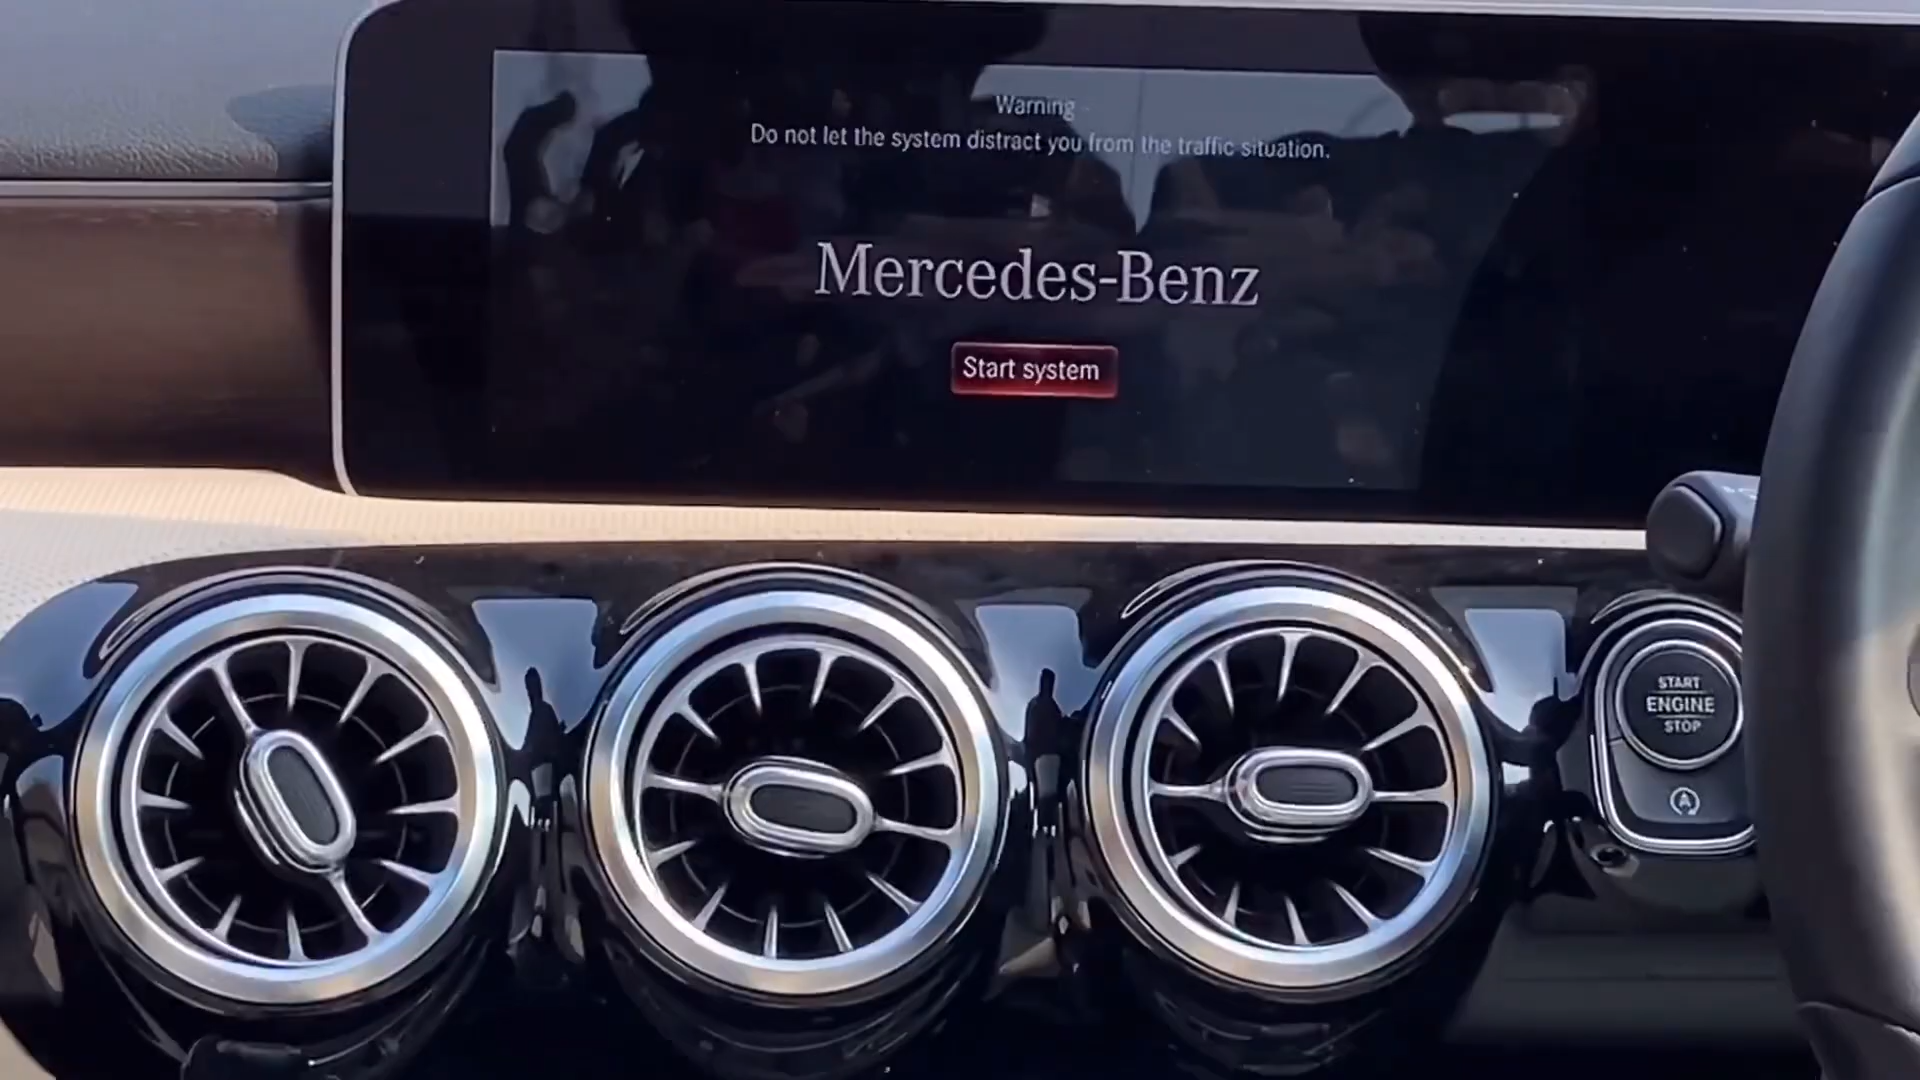 Warning
Do not let the system distract you from the traffic situation.
Mercedes-Benz
Start system
START
ENGINE
STOP
A